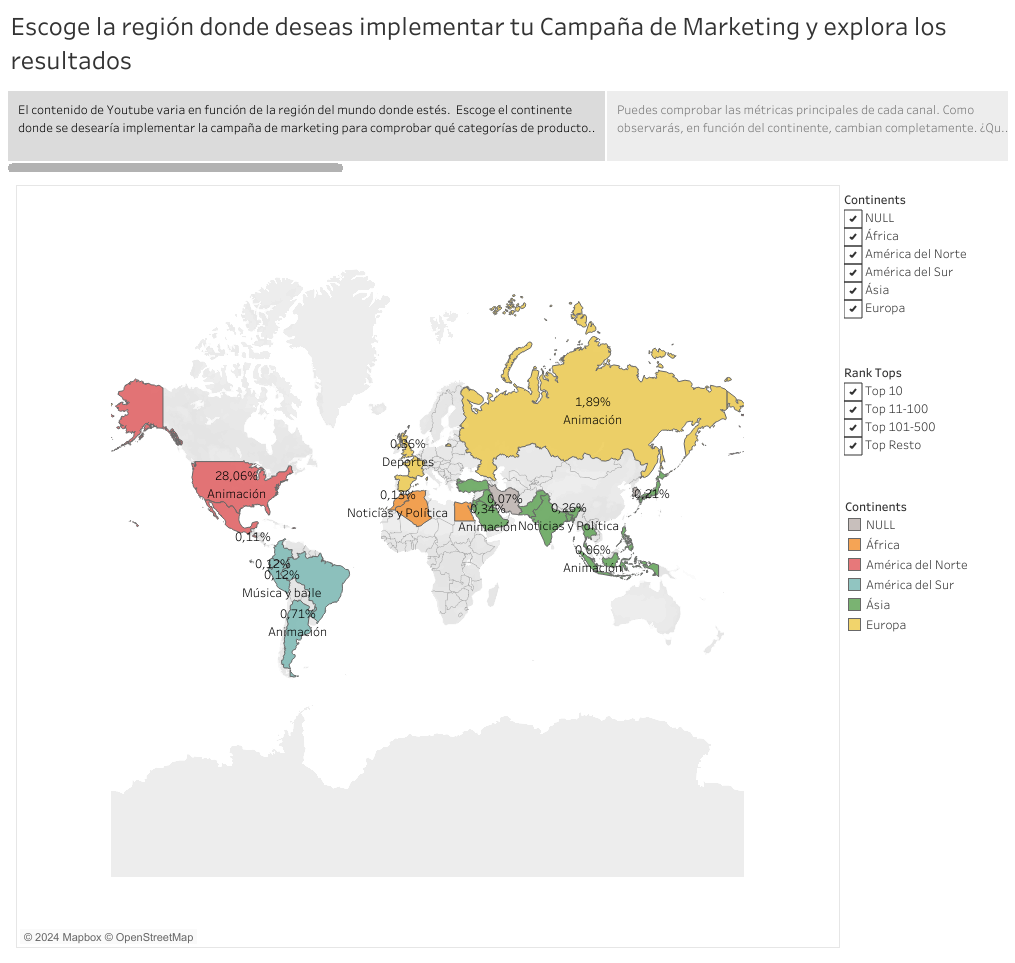 Escoge la región donde deseas implementar tu Campaña de Marketing y explora los
resultados
El contenido de Youtube varia en función de la región del mundo donde estés.  Escoge el continente
donde se desearía implementar la campaña de marketing para comprobar qué categorías de producto..
Puedes comprobar las métricas principales de cada canal. Como
observarás, en función del continente, cambian completamente. ¿Qu..
1,89%
Animación
0,36%
Deportes
28,06%
Animación
0,13%
Noticias y Política
0,07%
0,34%
Animación
0,26%
Noticias y Política
0,21%
0,06%
Animación
0,11%
0,12%
0,12%
Música y baile
0,71%
Animación
© 2024 Mapbox © OpenStreetMap
Continents
NULL
África
América del Norte
América del Sur
Ásia
Europa
Rank Tops
Top 10
Top 11-100
Top 101-500
Top Resto
Continents
NULL
África
América del Norte
América del Sur
Ásia
Europa